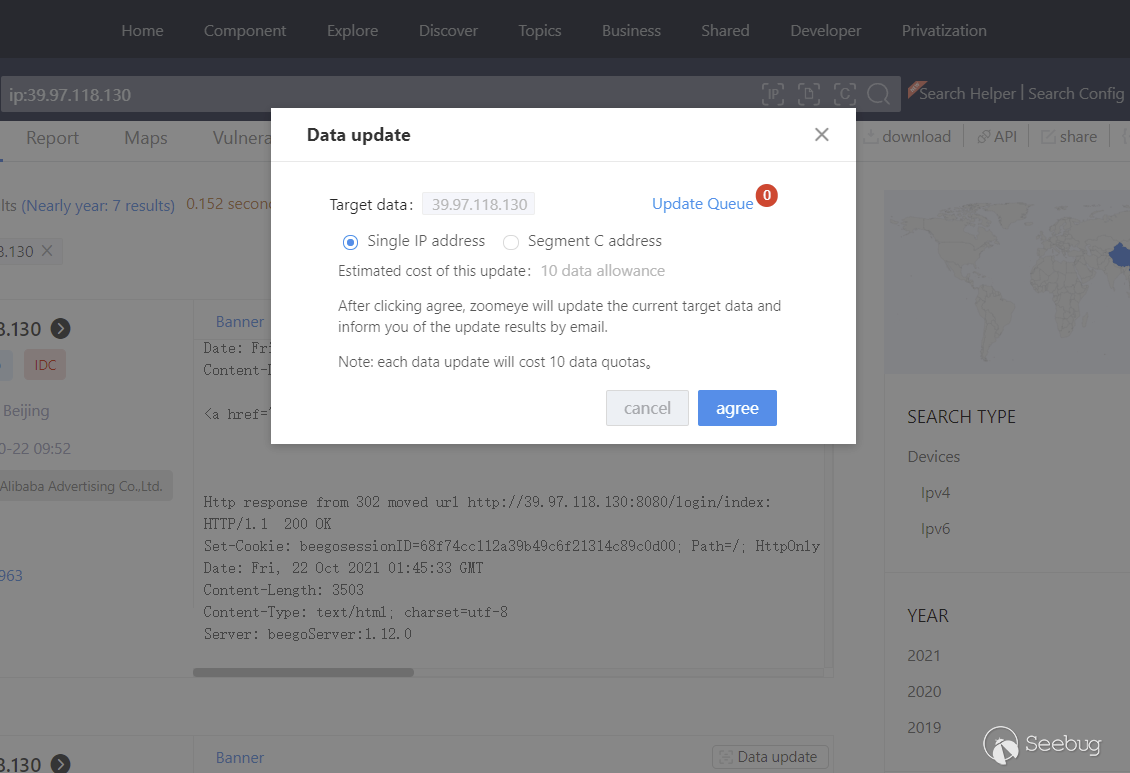 Home Component Explore Discover Topics Business Shared Developer Privatization
ip:39.97.118.130
IP
C
Search Helper | Search Config
Report Maps Vulnera
download API share
lts (Nearly year: 7 results) 0.152 secon
.130
Data update
Target data: 39.97.118.130
Update Queue 0
Single IP address Segment C address
Estimated cost of this update: 10 data allowance
After clicking agree, zoomeye will update the current target data and
inform you of the update results by email.
Note: each data update will cost 10 data quotas。
cancel agree
8.130
IDC
Beijing
0-22 09:52
Alibaba Advertising Co.,Ltd.
963
Banner
Date: Fri
Content-
<a href="
Http response from 302 moved url http://39.97.118.130:8080/login/index:
HTTP/1.1 200 OK
Set-Cookie: beegosessionID=68f74cc112a39b49c6f21314c89c0d00; Path=/; HttpOnly
Date: Fri, 22 Oct 2021 01:45:33 GMT
Content-Length: 3503
Content-Type: text/html; charset=utf-8
Server: beegoServer:1.12.0
SEARCH TYPE
Devices
Ipv4
Ipv6
YEAR
2021
2020
2019
8.130
Banner
Data update
Seebug